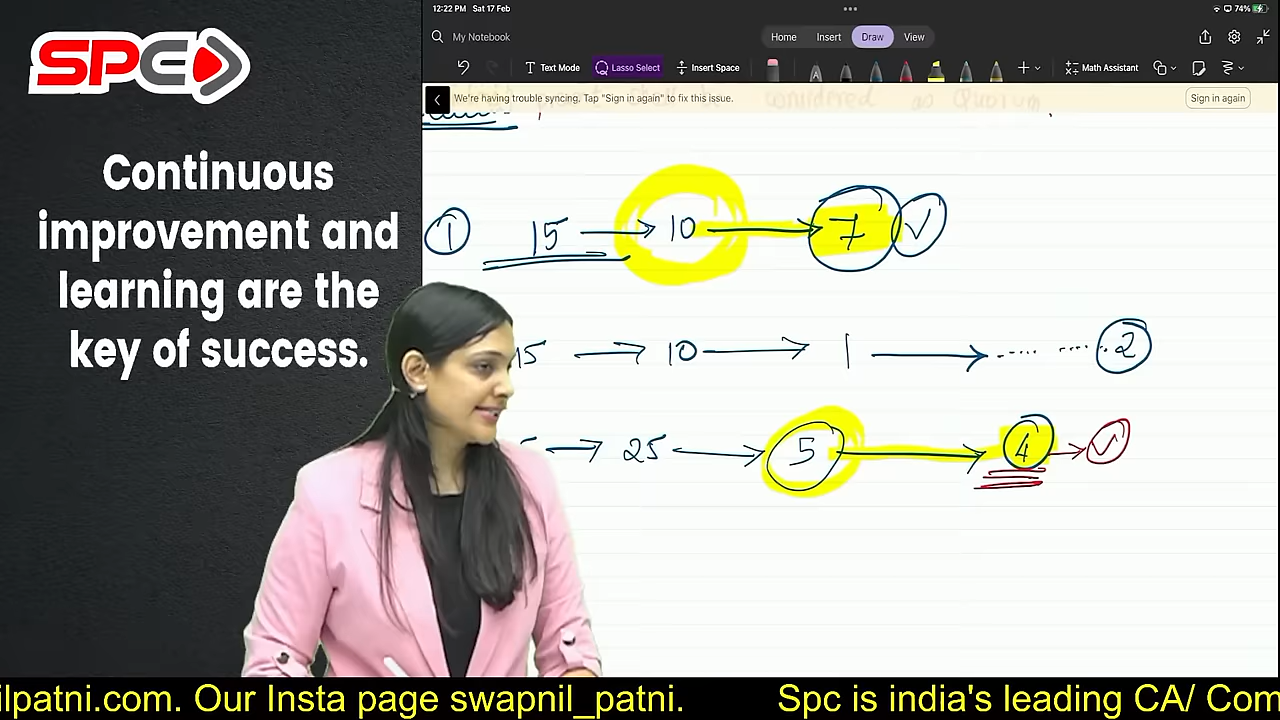 12:22 PM Sat 17 Feb
74%
SPC
My Notebook
Home Insert Draw View
Text Mode Lasso Select Insert Space Math Assistant
We're having trouble syncing. Tap "Sign in again" to fix this issue. considered as Quorum
Sign in again
Continuous
improvement and
learning are the
key of success.
1 15 → 10 → 7 ✓
15 → 10 → 1 → ........ 2
→ 25 → 5 → 4 → ✓
ilpatni.com. Our Insta page swapnil_patni. Spc is india's leading CA/ Com